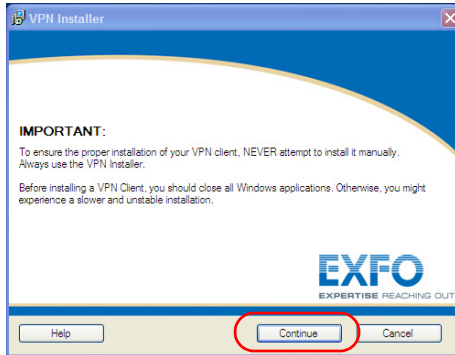 VPN Installer
IMPORTANT:
To ensure the proper installation of your VPN client, NEVER attempt to install it manually.
Always use the VPN Installer.
Before installing a VPN Client, you should close all Windows applications. Otherwise, you might
experience a slower and unstable installation.
EXFO
EXPERTISE REACHING OUT
Help
Continue
Cancel